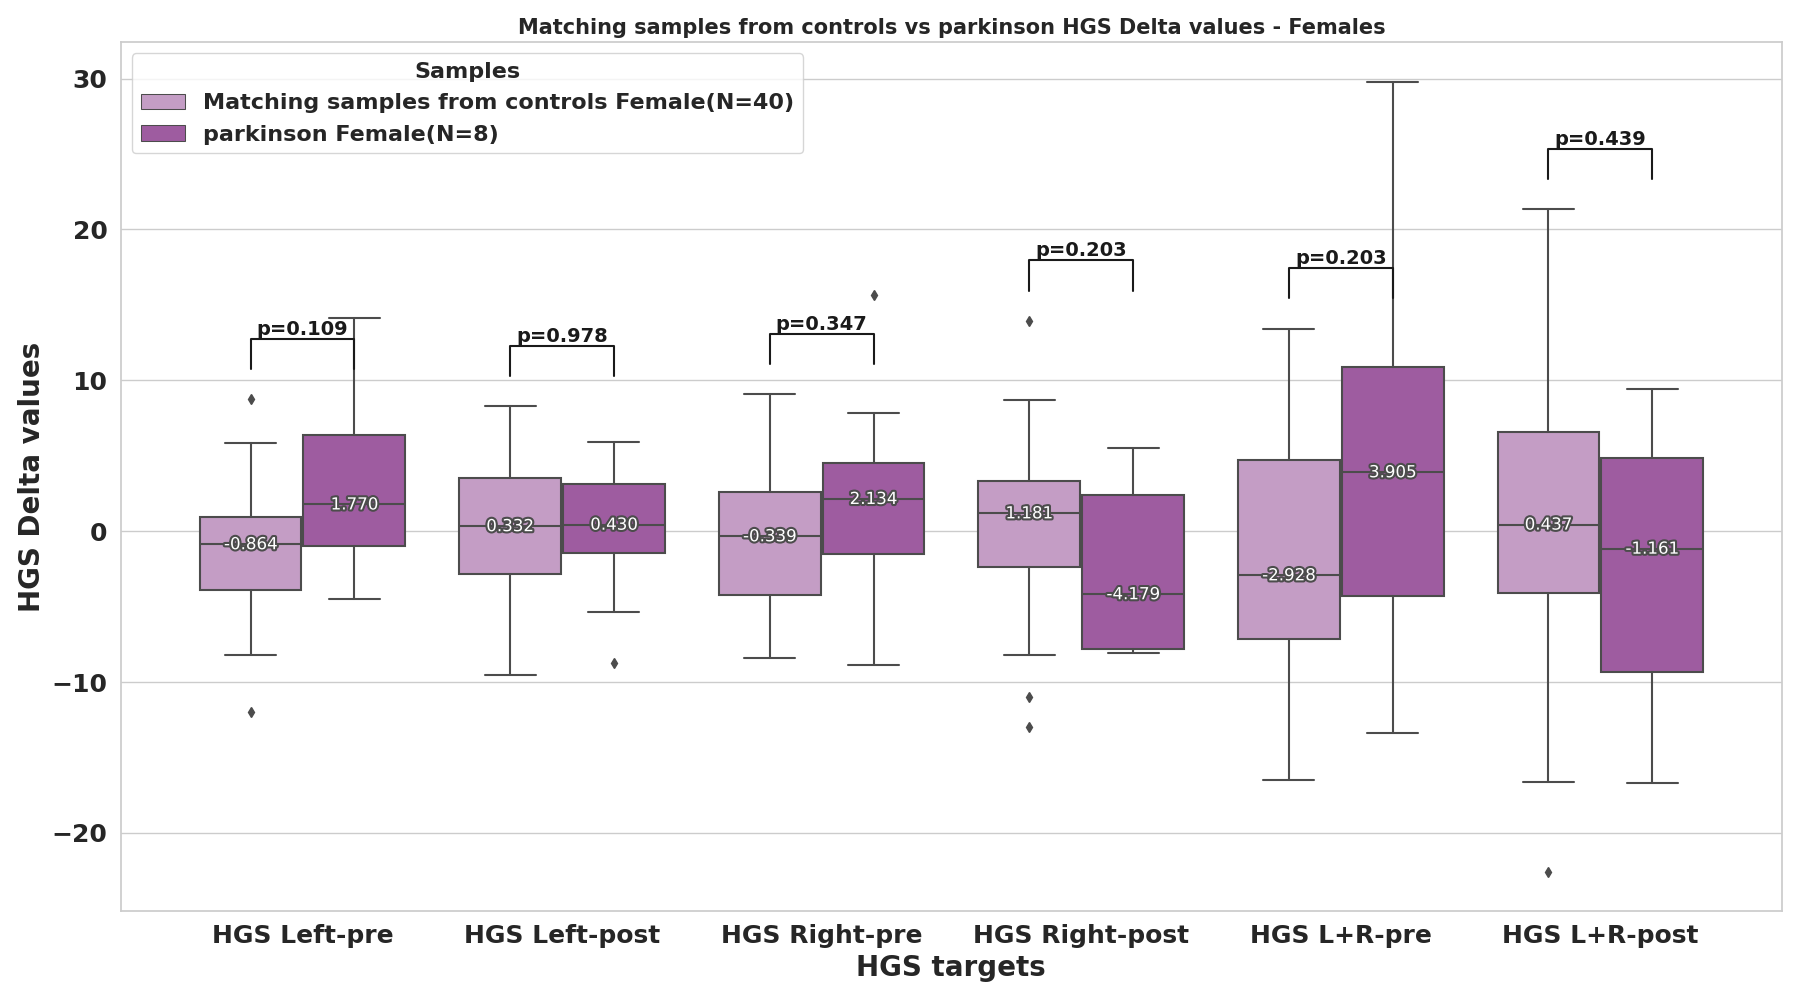 Matching samples from controls vs parkinson HGS Delta values - Females
Samples
Matching samples from controls Female(N=40)
parkinson Female(N=8)
HGS Delta values
30
20
10
0
−10
−20
p=0.109
p=0.978
p=0.347
p=0.203
p=0.203
p=0.439
-0.864
1.770
0.332
0.430
-0.339
2.134
1.181
-4.179
-2.928
3.905
0.437
-1.161
HGS Left-pre
HGS Left-post
HGS Right-pre
HGS Right-post
HGS L+R-pre
HGS L+R-post
HGS targets